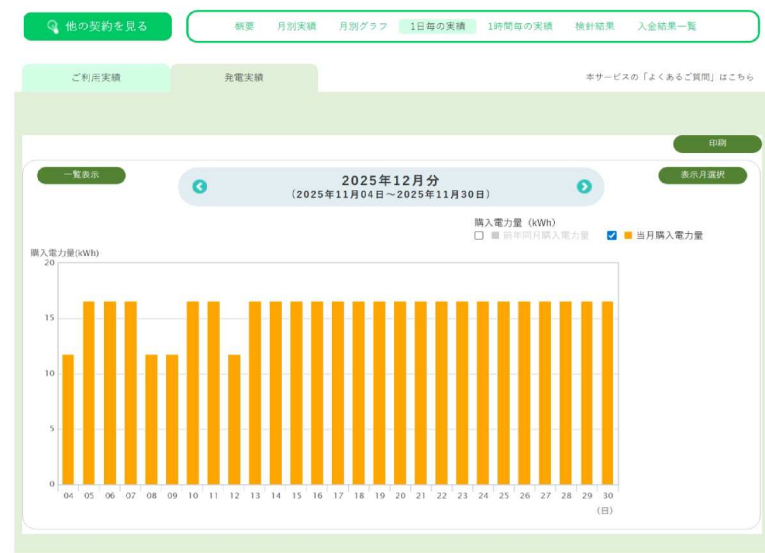 他の契約を見る
概要 月別実績 月別グラフ 1日毎の実績 1時間毎の実績 検針結果 入金結果一覧
ご利用実績 発電実績 本サービスの「よくあるご質問」はこちら
印刷
一覧表示 2025年12月分 表示月選択
(2025年11月04日～2025年11月30日)
購入電力量（kWh）
前年同月購入電力量 当月購入電力量
購入電力量(kWh)
20
15
10
5
0
04 05 06 07 08 09 10 11 12 13 14 15 16 17 18 19 20 21 22 23 24 25 26 27 28 29 30
(日)